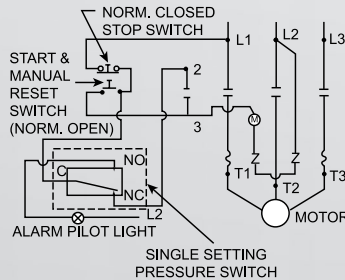 NORM. CLOSED
STOP SWITCH
L1
L2
L3
START &
MANUAL
RESET
SWITCH
(NORM. OPEN)
2
3
M
NO
C
NC
L2
T1
T2
T3
MOTOR
ALARM PILOT LIGHT
SINGLE SETTING
PRESSURE SWITCH